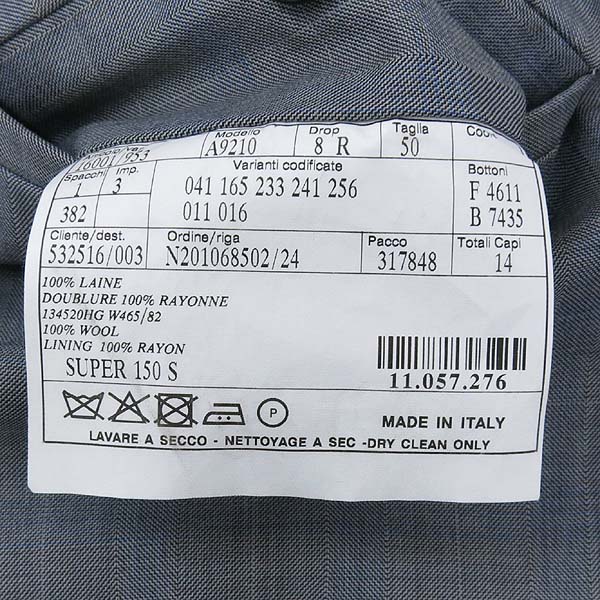 Modello Drop Taglia
16001/953 A9210 8 R 50
Spacchi Imp. Varianti codificate Bottoni
1 3 041 165 233 241 256 F 4611
382 011 016 B 7435
Cliente/dest. Ordine/riga Pacco Totali Capi
532516/003 N201068502/24 317848 14
100% LAINE
DOUBLURE 100% RAYONNE
134520HG W465/82
100% WOOL
LINING 100% RAYON
SUPER 150 S
11.057.276
P
MADE IN ITALY
LAVARE A SECCO - NETTOYAGE A SEC -DRY CLEAN ONLY